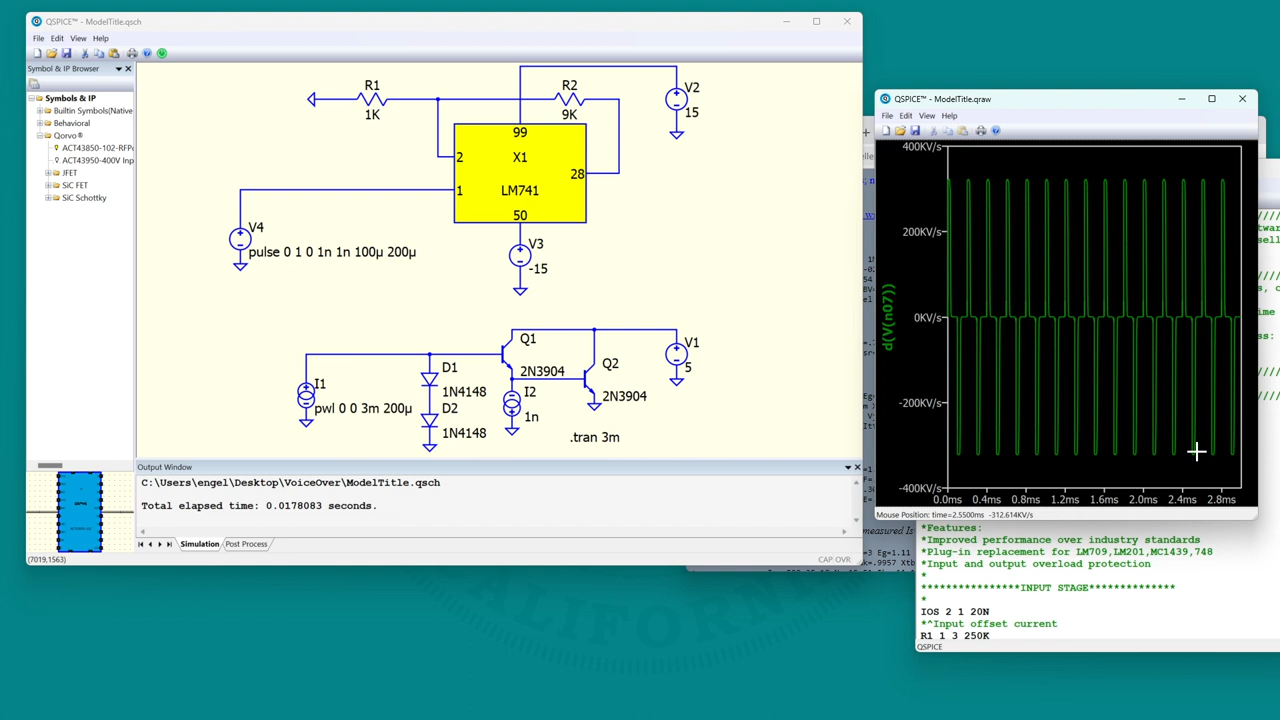 QSPICE™ - ModelTitle.qsch
File Edit View Help
Symbol & IP Browser
Symbols & IP
Builtin Symbols(Native
Behavioral
Qorvo®
ACT43850-102-RFPo
ACT43950-400V Inp
JFET
SiC FET
SiC Schottky
R1
1K
R2
9K
V2
15
99
2
X1
28
1
LM741
50
V4
pulse 0 1 0 1n 1n 100µ 200µ
V3
-15
Q1
2N3904
V1
5
D1
1N4148
I1
pwl 0 0 3m 200µ
I2
1n
Q2
2N3904
D2
1N4148
.tran 3m
Output Window
C:\Users\engel\Desktop\VoiceOver\ModelTitle.qsch
Total elapsed time: 0.0178083 seconds.
Simulation Post Process
(7019,1563)
CAP OVR
QSPICE™ - ModelTitle.qraw
File Edit View Help
400KV/s
200KV/s
0KV/s
-200KV/s
-400KV/s
d(V(n07))
0.0ms 0.4ms 0.8ms 1.2ms 1.6ms 2.0ms 2.4ms 2.8ms
Mouse Position: time=2.5500ms -312.614KV/s
*Features:
*Improved performance over industry standards
*Plug-in replacement for LM709,LM201,MC1439,748
*Input and output overload protection
*
***************INPUT STAGE**************
*
IOS 2 1 20N
*^Input offset current
R1 1 3 250K
QSPICE
CALIFORNI